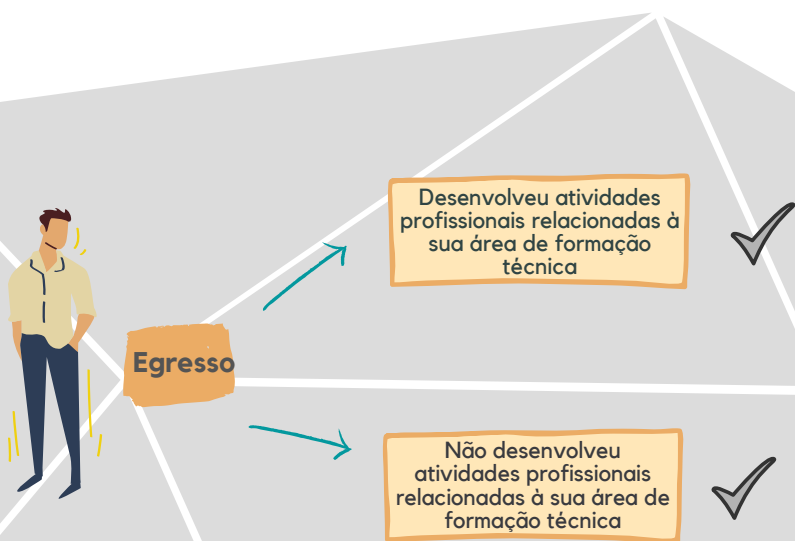 Desenvolveu atividades
profissionais relacionadas à
sua área de formação
técnica
Egresso
Não desenvolveu
atividades profissionais
relacionadas à sua área de
formação técnica